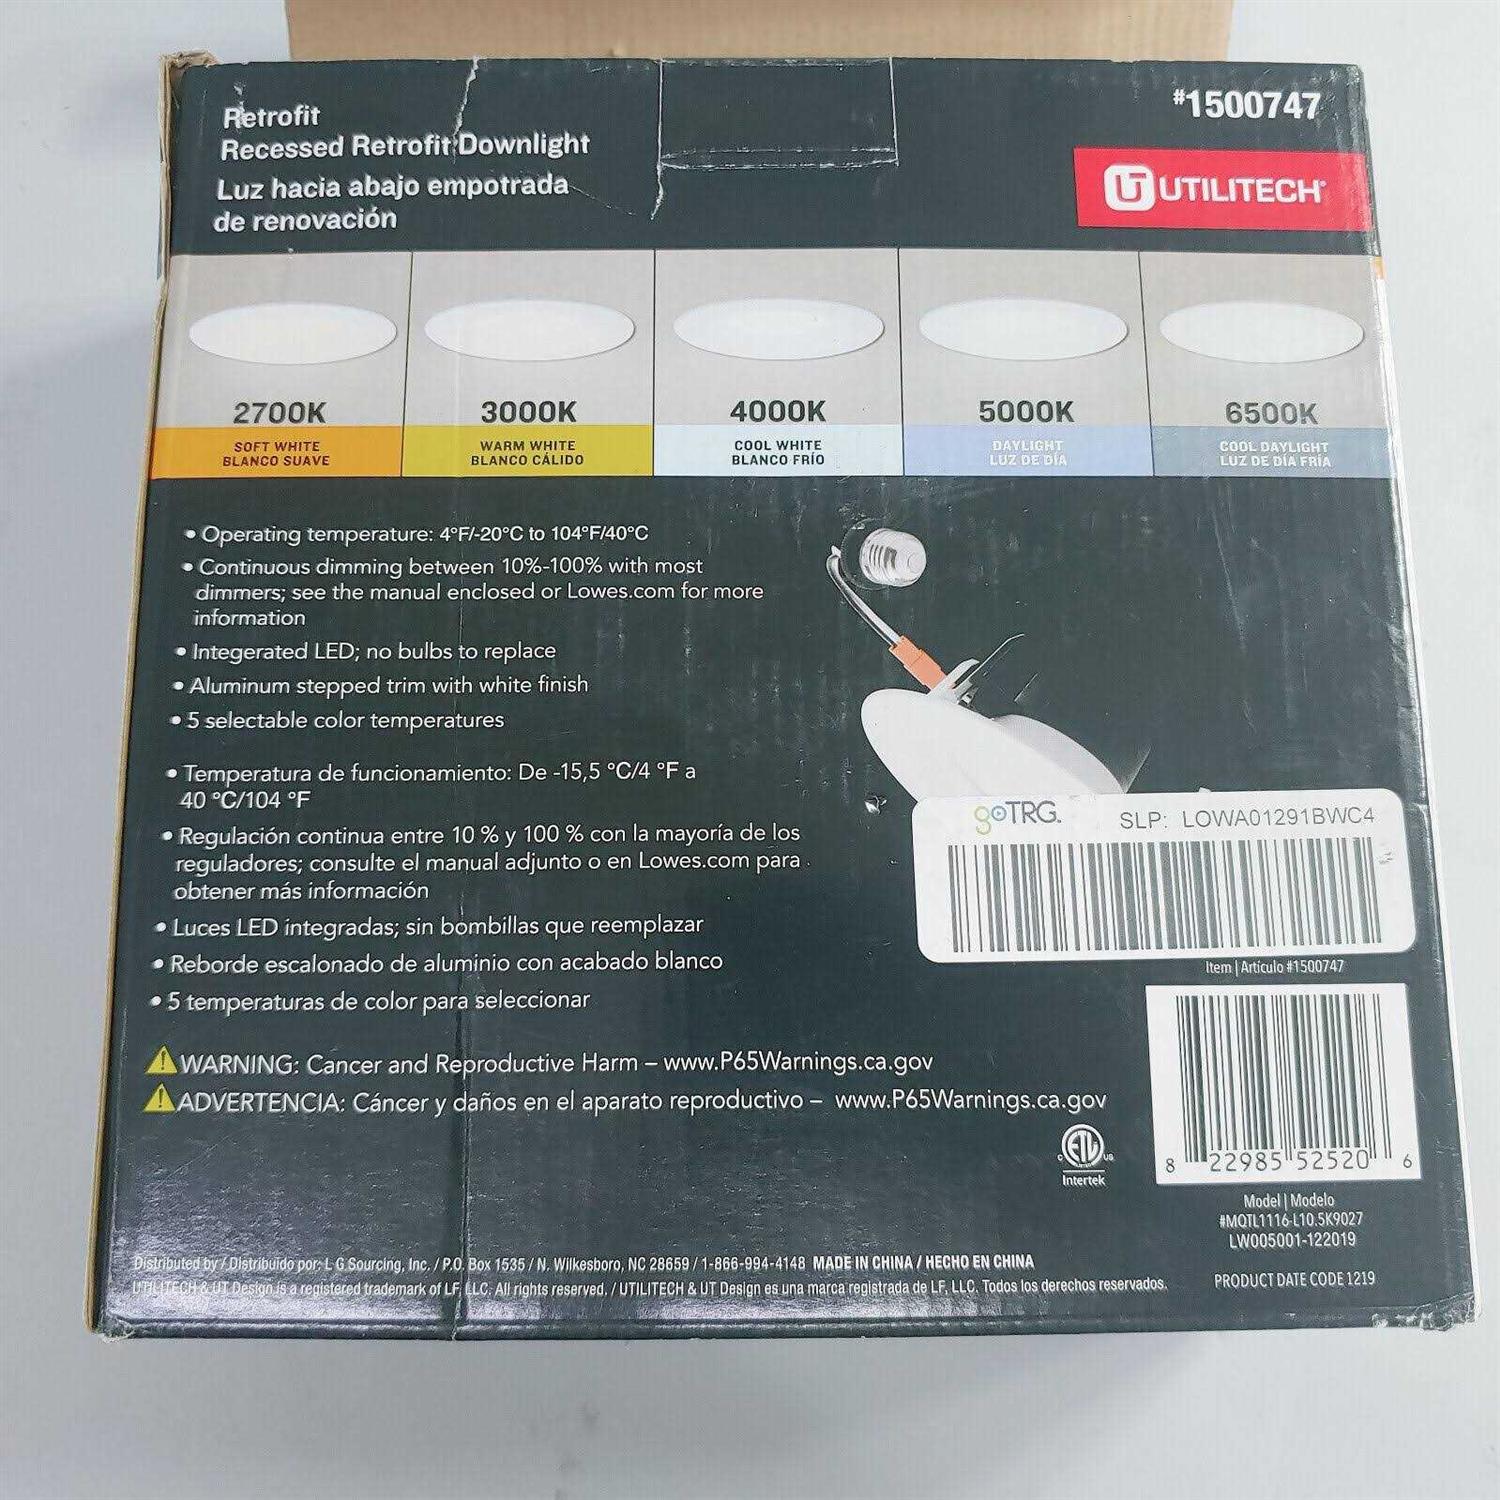 Retrofit
Recessed Retrofit Downlight
Luz hacia abajo empotrada
de renovación
#1500747
UT UTILITECH®
2700K
SOFT WHITE
BLANCO SUAVE
3000K
WARM WHITE
BLANCO CÁLIDO
4000K
COOL WHITE
BLANCO FRÍO
5000K
DAYLIGHT
LUZ DE DÍA
6500K
COOL DAYLIGHT
LUZ DE DÍA FRÍA
• Operating temperature: 4°F/-20°C to 104°F/40°C
• Continuous dimming between 10%-100% with most
dimmers; see the manual enclosed or Lowes.com for more
information
• Integerated LED; no bulbs to replace
• Aluminum stepped trim with white finish
• 5 selectable color temperatures
• Temperatura de funcionamiento: De -15,5 °C/4 °F a
40 °C/104 °F
• Regulación continua entre 10 % y 100 % con la mayoría de los
reguladores; consulte el manual adjunto o en Lowes.com para
obtener más información
• Luces LED integradas; sin bombillas que reemplazar
• Reborde escalonado de aluminio con acabado blanco
• 5 temperaturas de color para seleccionar
goTRG.
SLP: LOWA01291BWC4
Item | Artículo #1500747
WARNING: Cancer and Reproductive Harm – www.P65Warnings.ca.gov
ADVERTENCIA: Cáncer y daños en el aparato reproductivo – www.P65Warnings.ca.gov
C ETL US
Intertek
8 22985 52520 6
Model | Modelo
#MQTL1116-L10.5K9027
LW005001-122019
PRODUCT DATE CODE 1219
Distributed by / Distribuido por: L G Sourcing, Inc. / P.O. Box 1535 / N. Wilkesboro, NC 28659 / 1-866-994-4148 MADE IN CHINA / HECHO EN CHINA
UTILITECH & UT Design is a registered trademark of LF, LLC. All rights reserved. / UTILITECH & UT Design es una marca registrada de LF, LLC. Todos los derechos reservados.